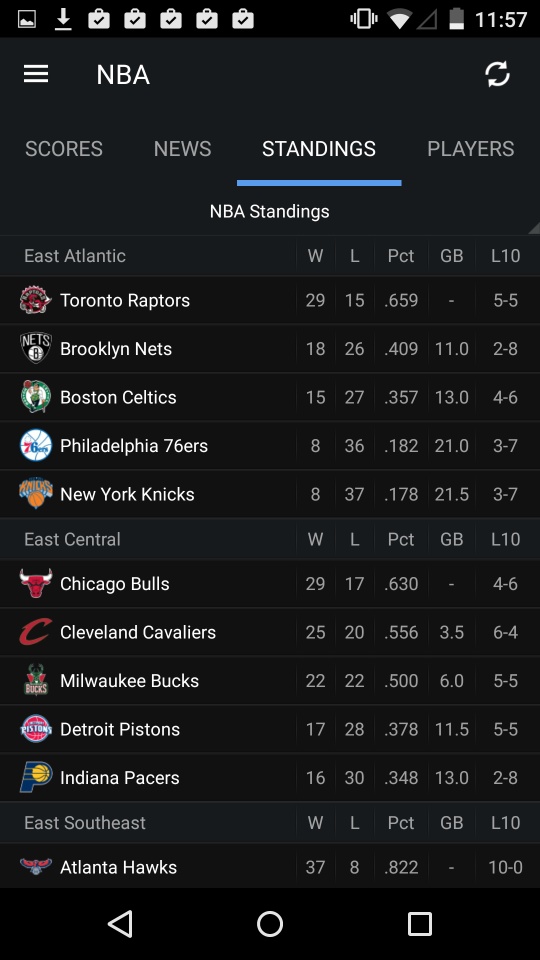 11:57
NBA
SCORES NEWS STANDINGS PLAYERS
NBA Standings
East Atlantic W L Pct GB L10
Toronto Raptors 29 15 .659 - 5-5
NETS B Brooklyn Nets 18 26 .409 11.0 2-8
Boston Celtics 15 27 .357 13.0 4-6
76ers Philadelphia 76ers 8 36 .182 21.0 3-7
KNICKS New York Knicks 8 37 .178 21.5 3-7
East Central W L Pct GB L10
Chicago Bulls 29 17 .630 - 4-6
C Cleveland Cavaliers 25 20 .556 3.5 6-4
BUCKS Milwaukee Bucks 22 22 .500 6.0 5-5
PISTONS Detroit Pistons 17 28 .378 11.5 5-5
Indiana Pacers 16 30 .348 13.0 2-8
East Southeast W L Pct GB L10
Atlanta Hawks 37 8 .822 - 10-0